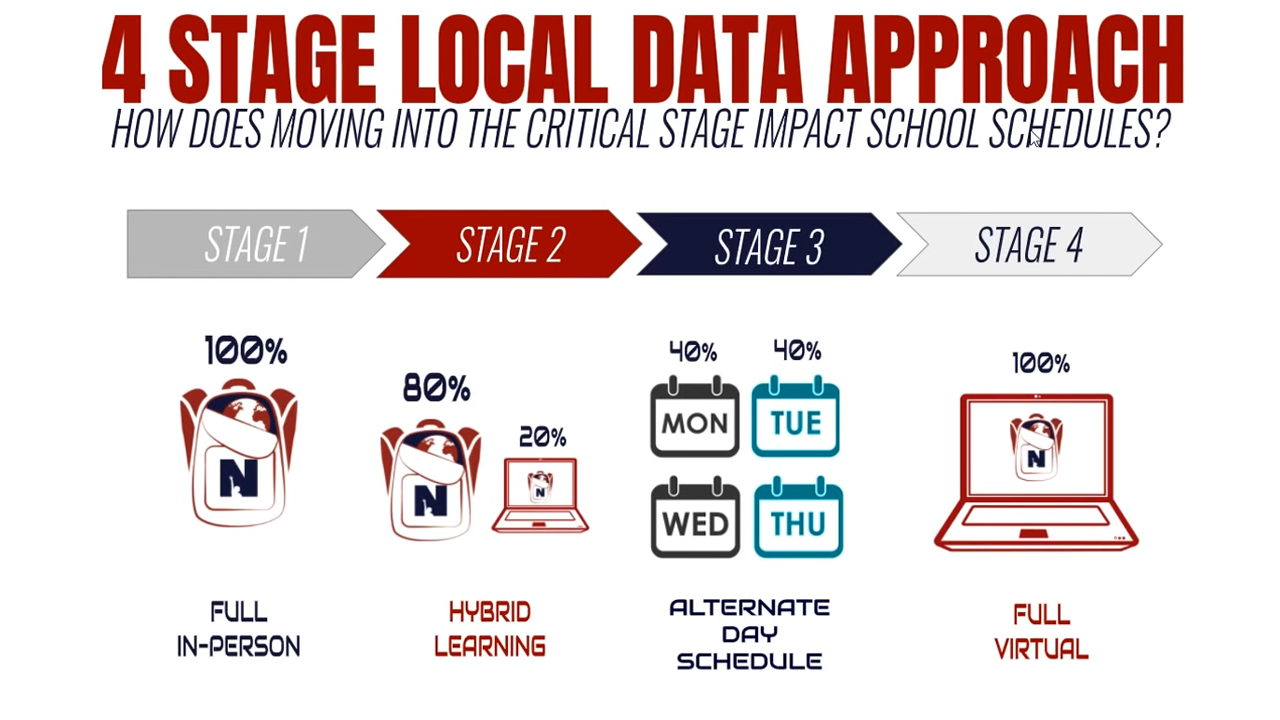 4 STAGE LOCAL DATA APPROACH
HOW DOES MOVING INTO THE CRITICAL STAGE IMPACT SCHOOL SCHEDULES?
STAGE 1
STAGE 2
STAGE 3
STAGE 4
100%
N
FULL
IN-PERSON
80%
20%
N
N
HYBRID
LEARNING
40%
40%
MON
TUE
WED
THU
ALTERNATE
DAY
SCHEDULE
100%
N
FULL
VIRTUAL